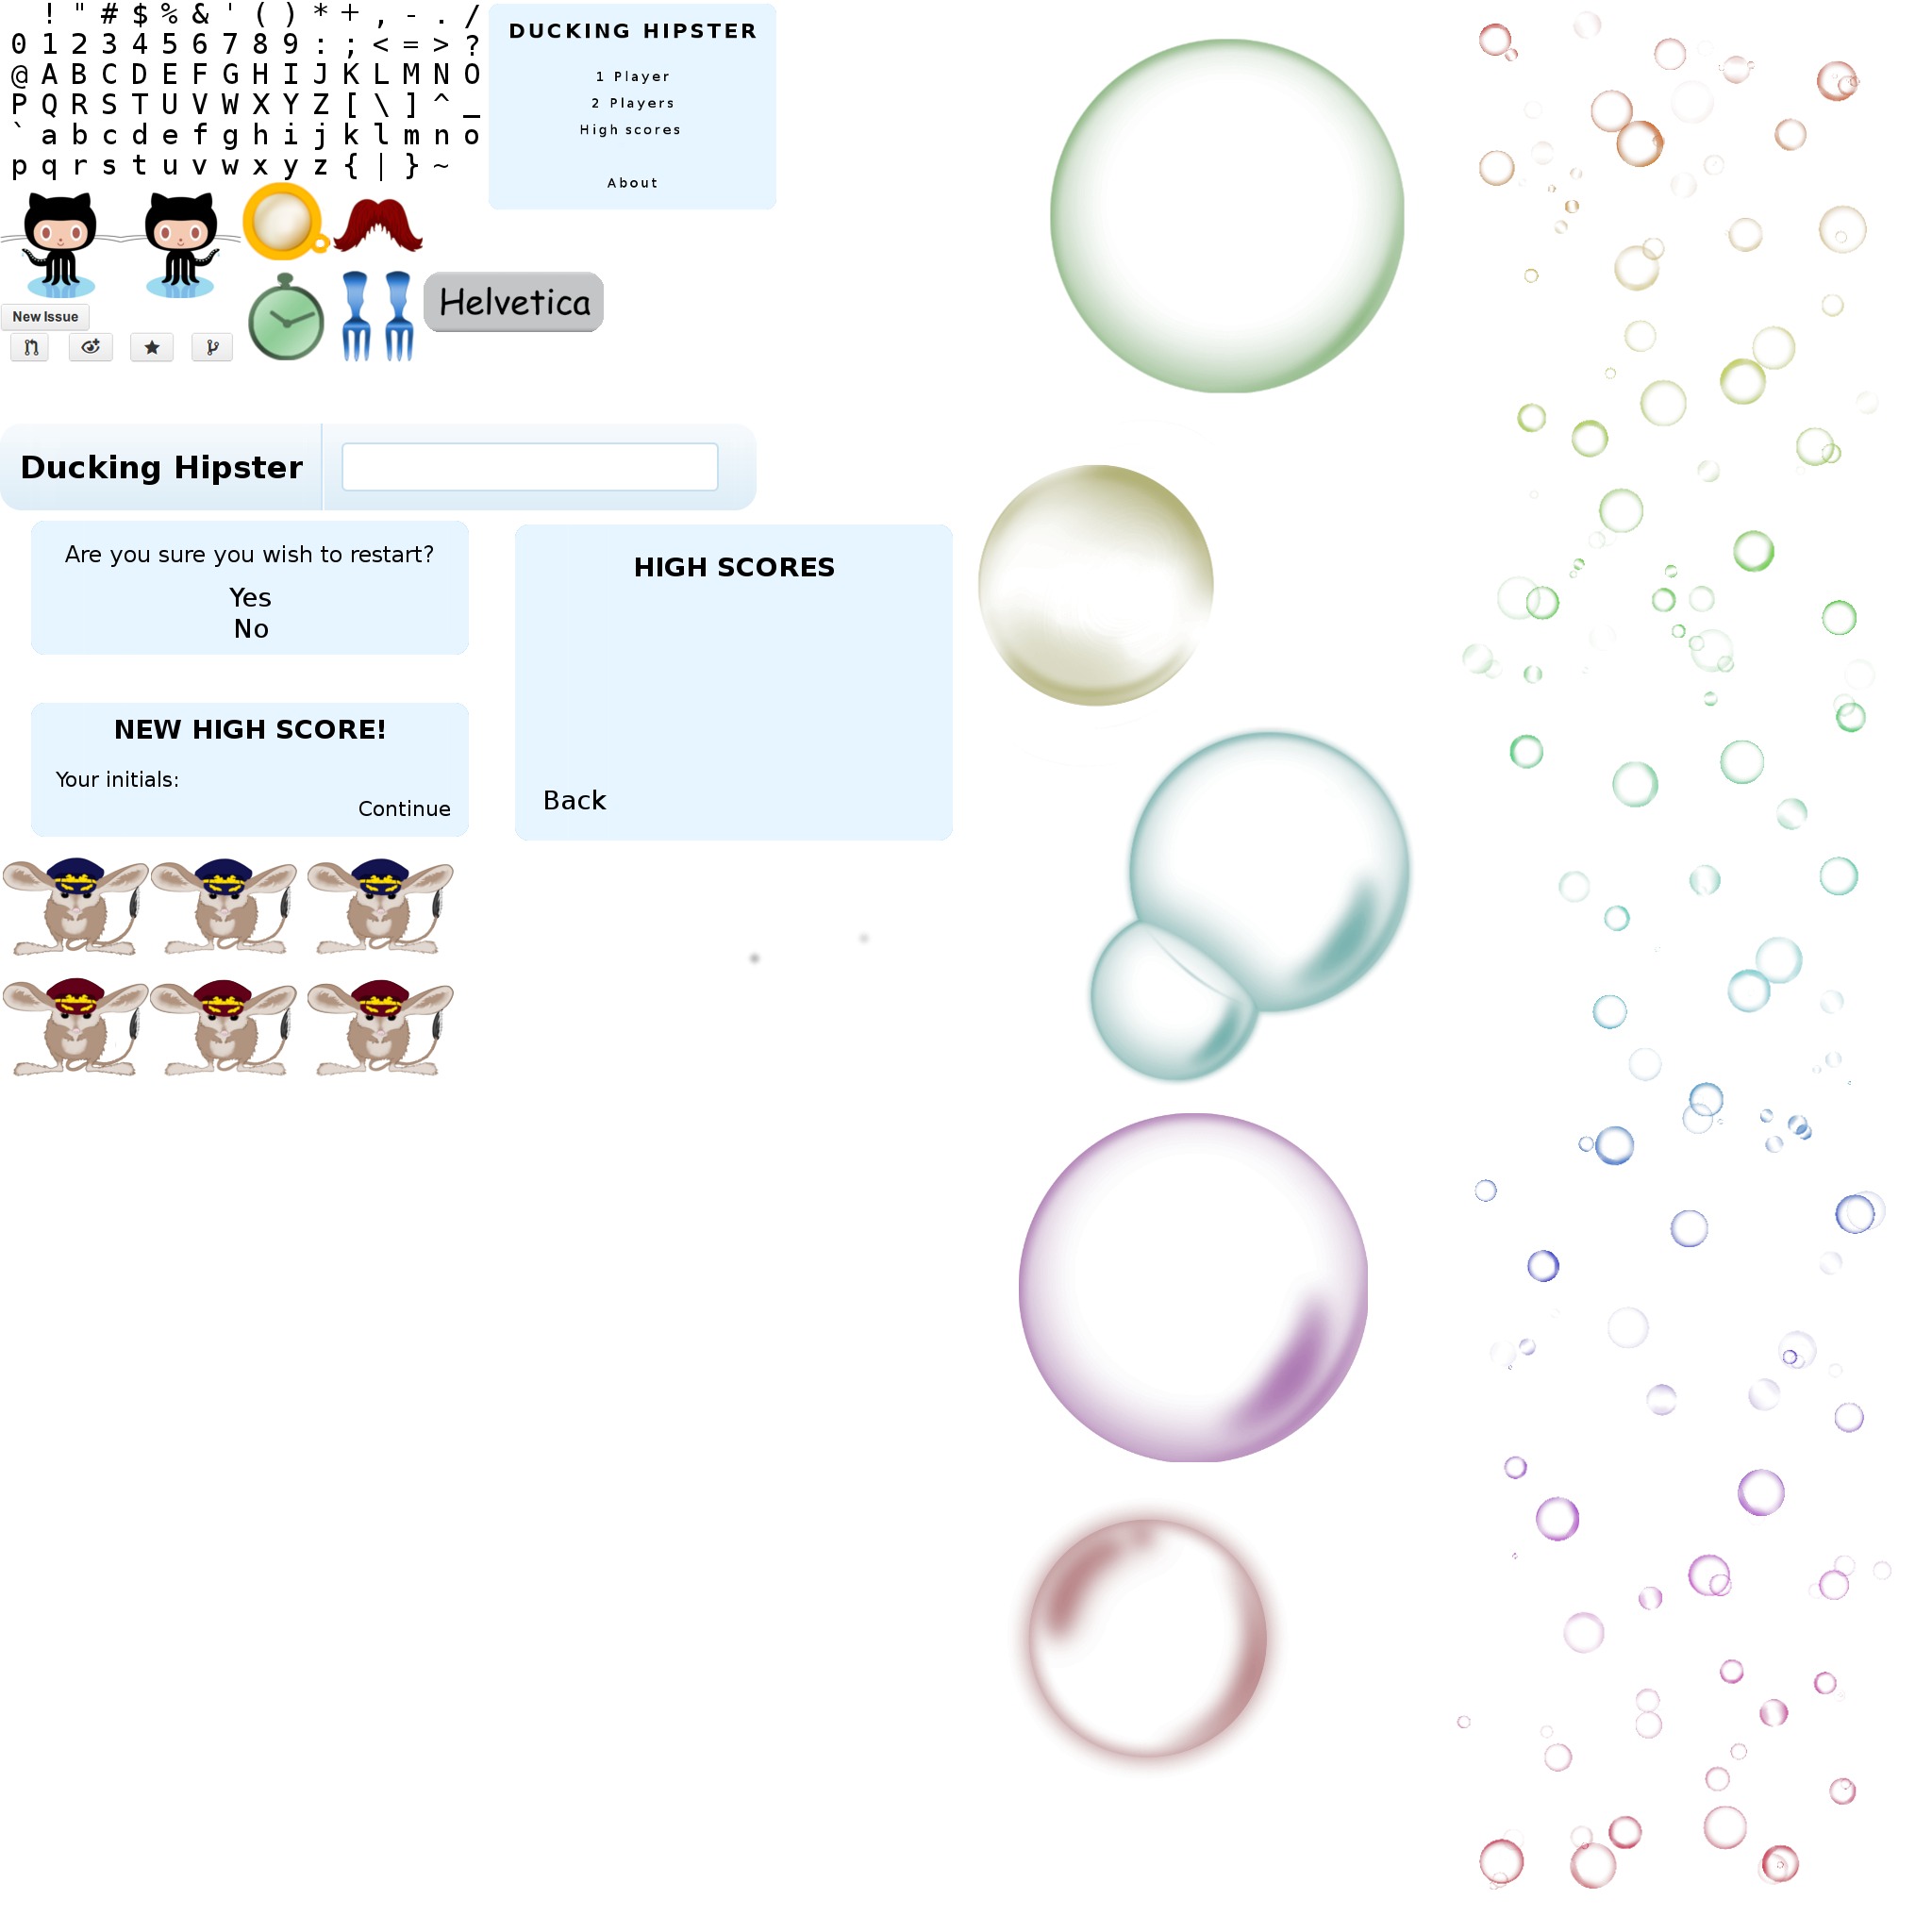 ! " # $ % & ' ( ) * + , - . /
0 1 2 3 4 5 6 7 8 9 : ; < = > ?
@ A B C D E F G H I J K L M N O
P Q R S T U V W X Y Z [ \ ] ^ _
` a b c d e f g h i j k l m n o
p q r s t u v w x y z { | } ~
DUCKING HIPSTER
1 Player
2 Players
High scores
About
Helvetica
New Issue
Ducking Hipster
Are you sure you wish to restart?
Yes
No
HIGH SCORES
Back
NEW HIGH SCORE!
Your initials:
Continue